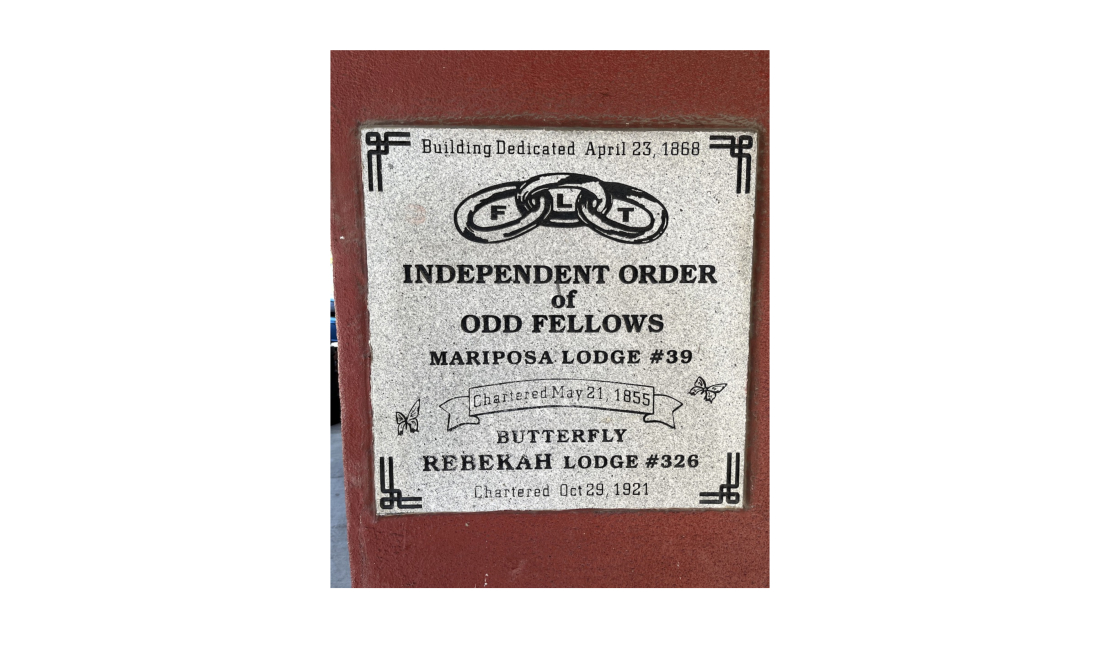 Building Dedicated April 23, 1868
F L T
INDEPENDENT ORDER
of
ODD FELLOWS
MARIPOSA LODGE #39
Chartered May 21, 1855
BUTTERFLY
REBEKAH LODGE #326
Chartered Oct 29, 1921